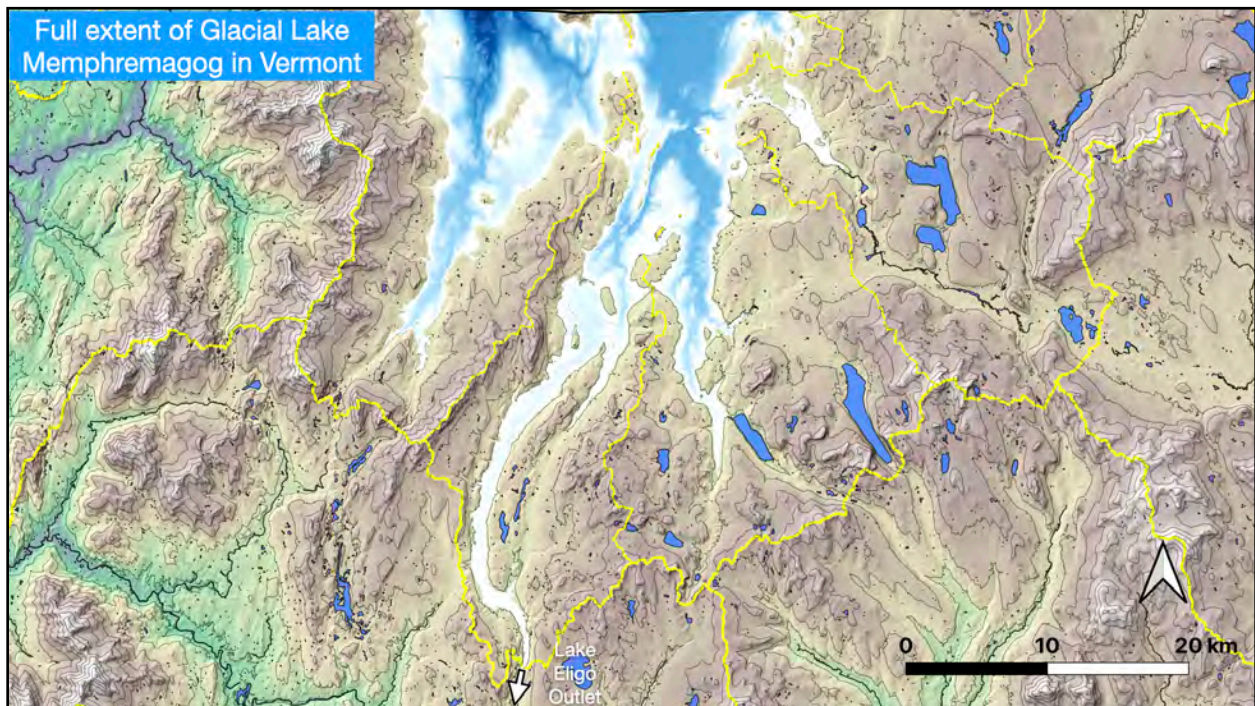 Full extent of Glacial Lake
Memphremagog in Vermont
0 10 20 km
Lake
Eligo
Outlet